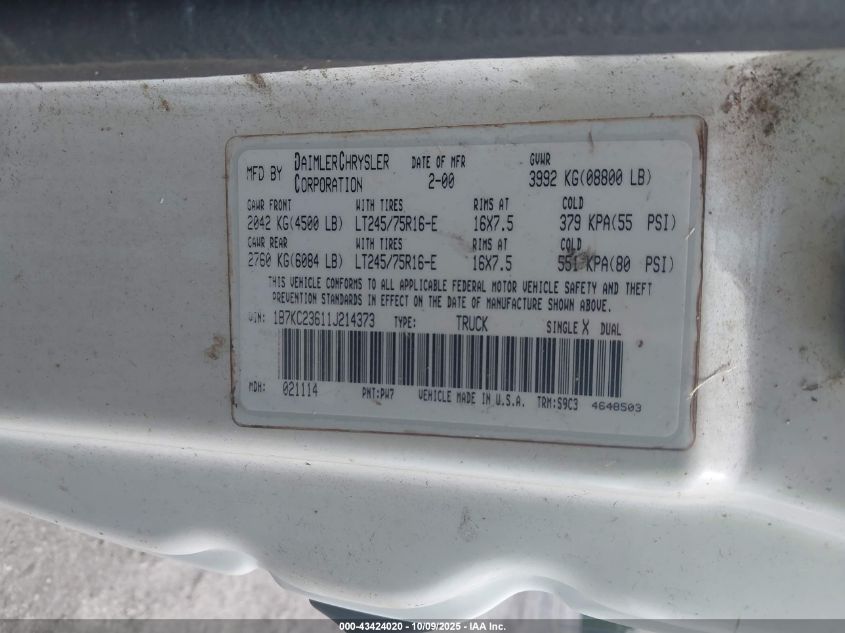 MFD BY DAIMLERCHRYSLER CORPORATION DATE OF MFR 2-00 GVWR 3992 KG(08800 LB)
GAWR FRONT WITH TIRES RIMS AT COLD
2042 KG(4500 LB) LT245/75R16-E 16X7.5 379 KPA(55 PSI)
GAWR REAR WITH TIRES RIMS AT COLD
2760 KG(6084 LB) LT245/75R16-E 16X7.5 551 KPA(80 PSI)
THIS VEHICLE CONFORMS TO ALL APPLICABLE FEDERAL MOTOR VEHICLE SAFETY AND THEFT
PREVENTION STANDARDS IN EFFECT ON THE DATE OF MANUFACTURE SHOWN ABOVE.
VIN: 1B7KC23611J214373 TYPE: TRUCK SINGLE X DUAL
MDH: 021114 PNT:PW7 VEHICLE MADE IN U.S.A. TRM:S9C3 4648503
000-43424020 - 10/09/2025 - IAA Inc.